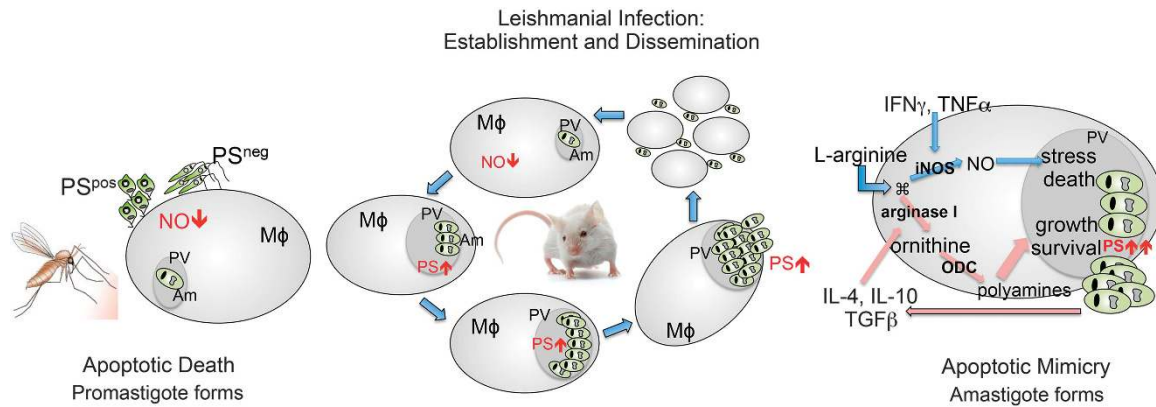 Leishmanial Infection:
Establishment and Dissemination
PSpos
PSneg
NO
MΦ
PV
Am
Apoptotic Death
Promastigote forms
MΦ
PV
Am
NO
MΦ
PV
Am
PS
MΦ
PV
PS
PV
PS
MΦ
IFNγ, TNFα
PV
L-arginine
iNOS
NO
stress
death
⌘
arginase I
ornithine
ODC
growth
survival PS
polyamines
IL-4, IL-10
TGFβ
Apoptotic Mimicry
Amastigote forms